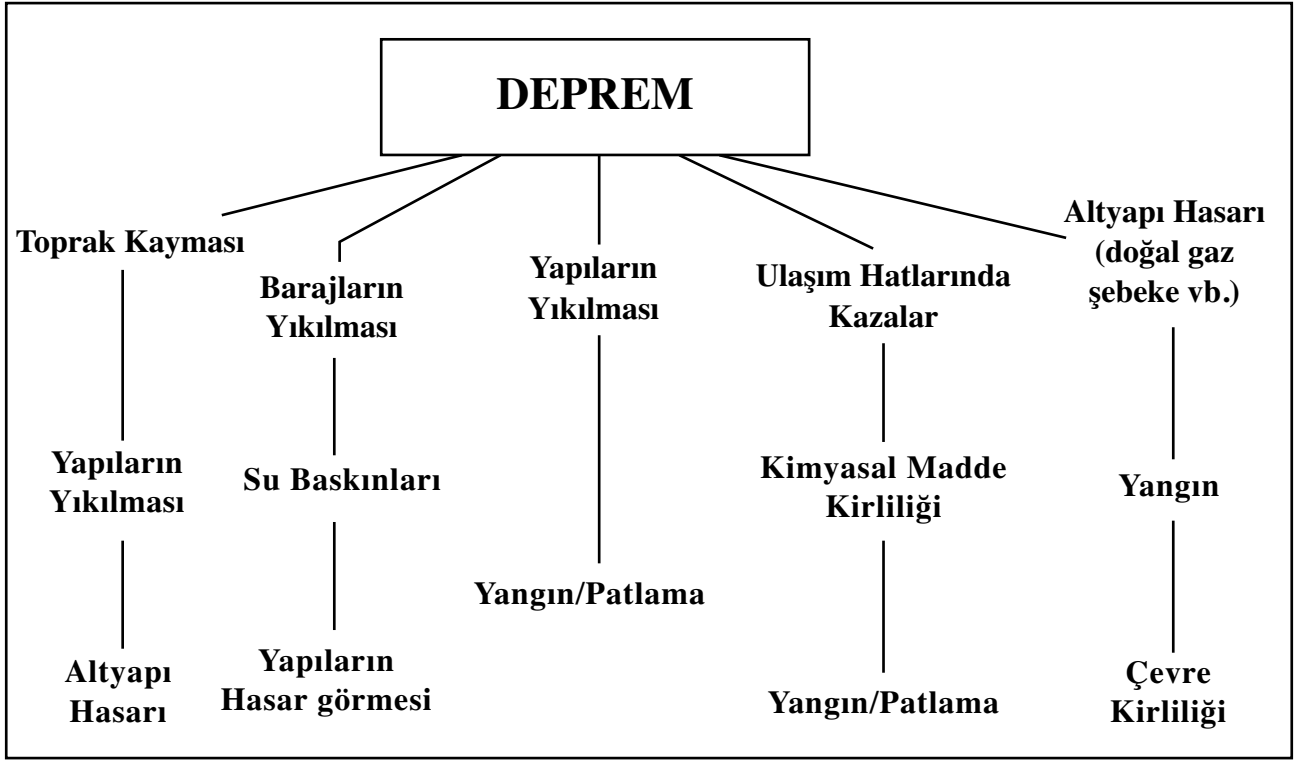 DEPREM
Toprak Kayması
Yapıların
Yıkılması
Altyapı
Hasarı
Barajların
Yıkılması
Su Baskınları
Yapıların
Hasar görmesi
Yapıların
Yıkılması
Yangın/Patlama
Ulaşım Hatlarında
Kazalar
Kimyasal Madde
Kirliliği
Yangın/Patlama
Altyapı Hasarı
(doğal gaz
şebeke vb.)
Yangın
Çevre
Kirliliği